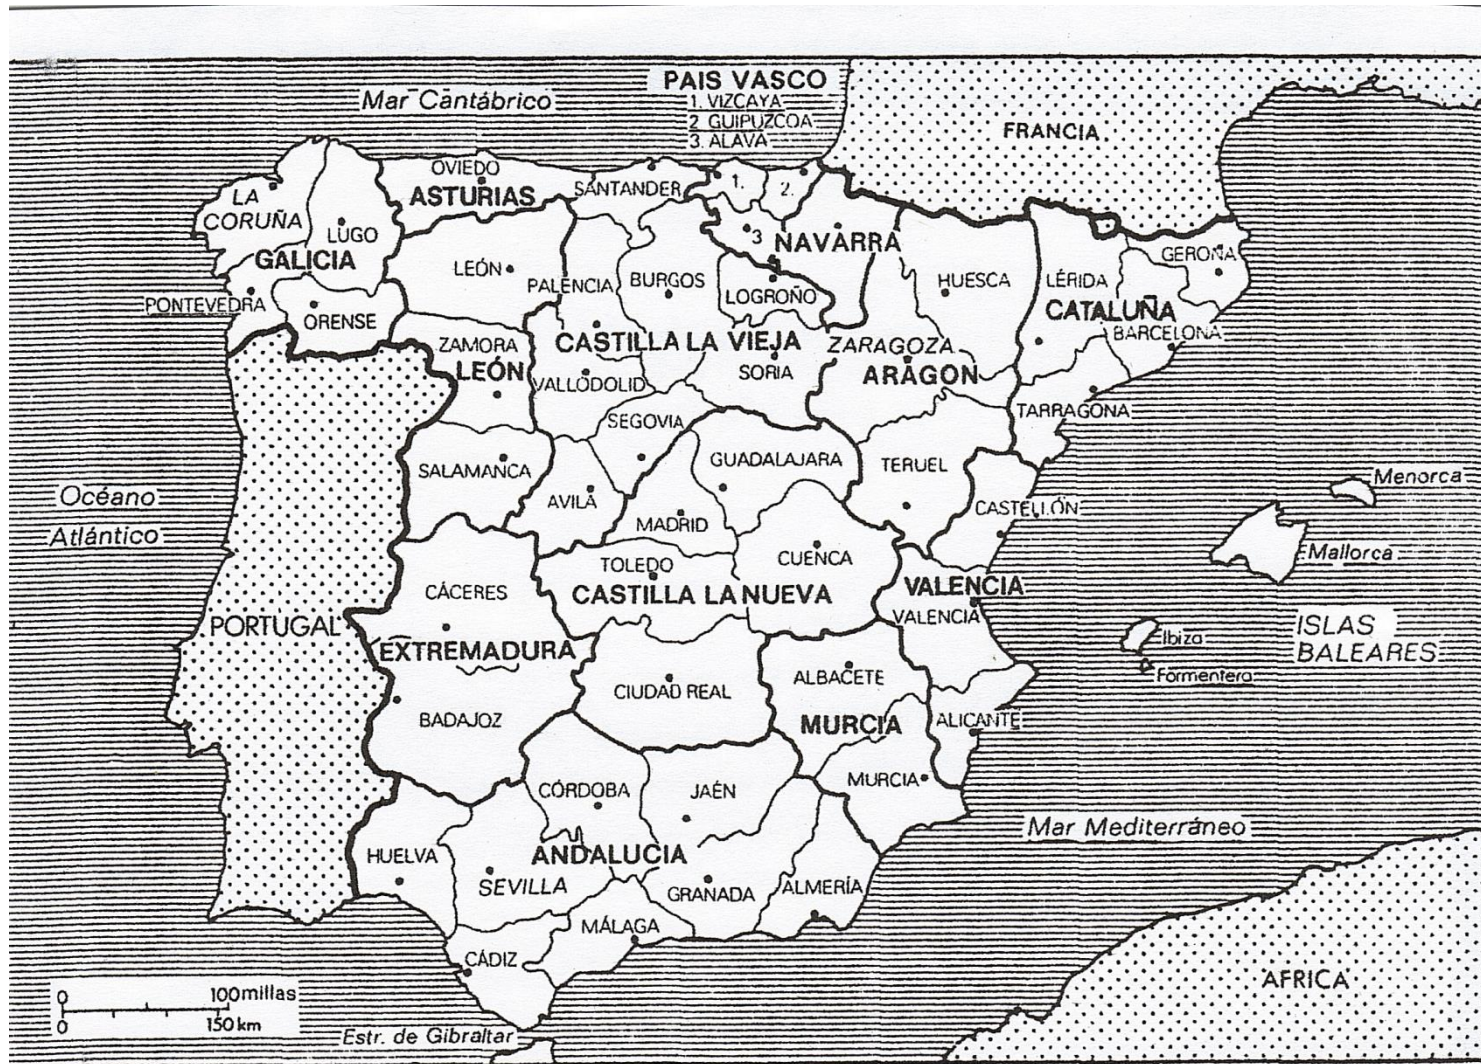 PAIS VASCO
1. VIZCAYA
2 GUIPUZCOA
3. ALAVA
Mar Cantábrico
FRANCIA
OVIEDO
ASTURIAS
SANTANDER
1.
2.
3
LA
CORUÑA
LUGO
GALICIA
PONTEVEDRA
ORENSE
LEÓN
PALENCIA
BURGOS
NAVARRA
LOGROÑO
HUESCA
LÉRIDA
GERONA
CATALUÑA
BARCELONA
ZAMORA
LEÓN
CASTILLA LA VIEJA
VALLODOLID
SORIA
ZARAGOZA
ARAGON
TARRAGONA
SEGOVIA
SALAMANCA
AVILA
GUADALAJARA
TERUEL
MADRID
CUENCA
CASTELLÓN
Menorca
Mallorca
Océano
Atlántico
CÁCERES
TOLEDO
CASTILLA LA NUEVA
VALENCIA
VALENCIA
PORTUGAL
EXTREMADURA
Ibiza
Formentera
ISLAS
BALEARES
BADAJOZ
CIUDAD REAL
ALBACETE
MURCIA
ALICANTE
MURCIA
CÓRDOBA
JAÉN
HUELVA
SEVILLA
ANDALUCIA
GRANADA
ALMERÍA
MÁLAGA
CÁDIZ
Mar Mediterráneo
AFRICA
0 100 millas
0 150 km
Estr. de Gibraltar